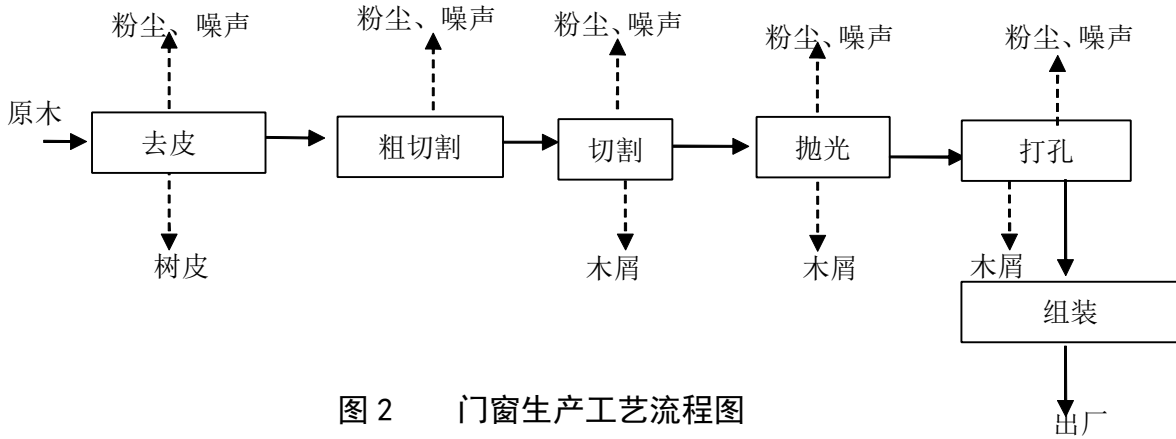 粉尘、噪声
粉尘、噪声
粉尘、噪声
粉尘、噪声
粉尘、噪声
原木
去皮
粗切割
切割
抛光
打孔
树皮
木屑
木屑
木屑
组装
图 2 门窗生产工艺流程图
出厂